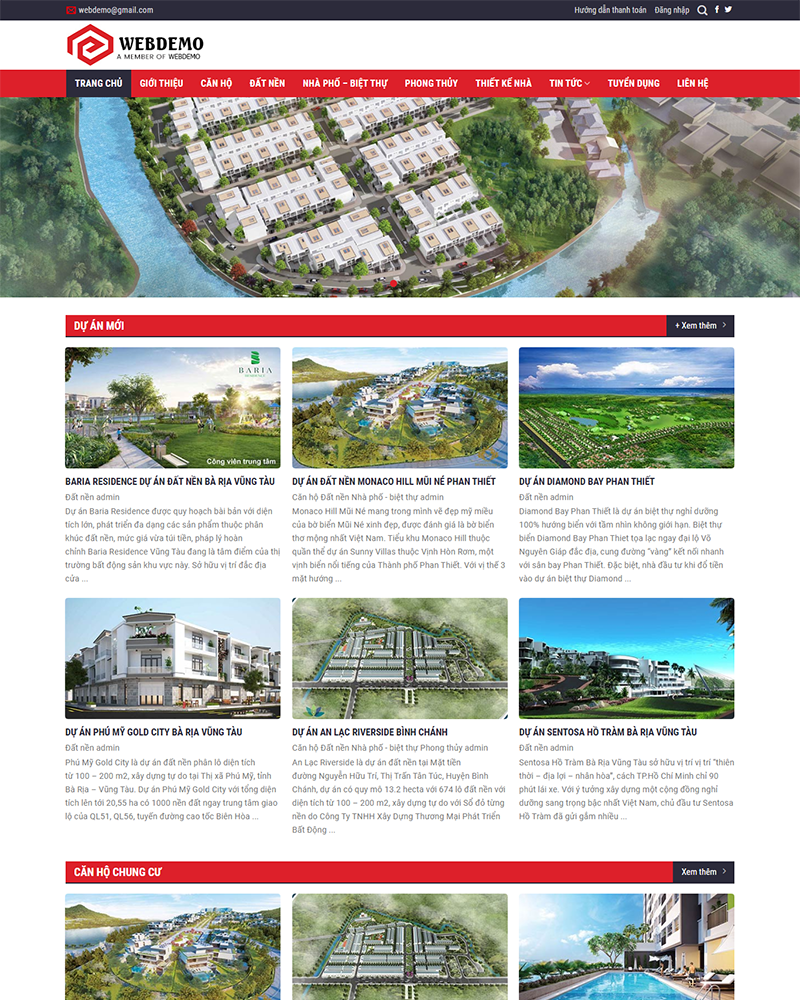 webdemo@gmail.com
Hướng dẫn thanh toán Đăng nhập
WEBDEMO
A MEMBER OF WEBDEMO
TRANG CHỦ GIỚI THIỆU CĂN HỘ ĐẤT NỀN NHÀ PHỐ – BIỆT THỰ PHONG THỦY THIẾT KẾ NHÀ TIN TỨC TUYỂN DỤNG LIÊN HỆ
DỰ ÁN MỚI
+ Xem thêm
BARIA
RESIDENCE
Công viên trung tâm
BARIA RESIDENCE DỰ ÁN ĐẤT NỀN BÀ RỊA VŨNG TÀU
Đất nền admin
Dự án Baria Residence được quy hoạch bài bản với diện
tích lớn, phát triển đa dạng các sản phẩm thuộc phân
khúc đất nền, mức giá vừa túi tiền, pháp lý hoàn
chỉnh Baria Residence Vũng Tàu đang là tâm điểm của thị
trường bất động sản khu vực này. Sở hữu vị trí đắc địa
cửa ...
DỰ ÁN ĐẤT NỀN MONACO HILL MŨI NÉ PHAN THIẾT
Căn hộ Đất nền Nhà phố - biệt thự admin
Monaco Hill Mũi Né mang trong mình vẻ đẹp mỹ miều
của bờ biển Mũi Né xinh đẹp, được đánh giá là bờ biển
thơ mộng nhất Việt Nam. Tiểu khu Monaco Hill thuộc
quần thể dự án Sunny Villas thuộc Vịnh Hòn Rơm, một
vịnh biển nổi tiếng của Thành phố Phan Thiết. Với vị thế 3
mặt hướng ...
DỰ ÁN DIAMOND BAY PHAN THIẾT
Đất nền admin
Diamond Bay Phan Thiết là dự án biệt thự nghỉ dưỡng
100% hướng biển với tầm nhìn không giới hạn. Biệt thự
biển Diamond Bay Phan Thiet tọa lạc ngay đại lộ Võ
Nguyên Giáp đắc địa, cung đường “vàng” kết nối nhanh
với sân bay Phan Thiết. Đặc biệt, nhà đầu tư khi đổ tiền
vào dự án biệt thự Diamond ...
DỰ ÁN PHÚ MỸ GOLD CITY BÀ RỊA VŨNG TÀU
Đất nền admin
Phú Mỹ Gold City là dự án đất nền phân lô diện tích
từ 100 – 200 m2, xây dựng tự do tại Thị xã Phú Mỹ, tỉnh
Bà Rịa – Vũng Tàu. Dự án Phú Mỹ Gold City với tổng diện
tích lên tới 20,55 ha có 1000 nền đất ngay trung tâm giao
lộ của QL51, QL56, tuyến đường cao tốc Biên Hòa ...
DỰ ÁN AN LẠC RIVERSIDE BÌNH CHÁNH
Căn hộ Đất nền Nhà phố - biệt thự Phong thủy admin
An Lạc Riverside là dự án đất nền tại Mặt tiền
đường Nguyễn Hữu Trí, Thị Trấn Tân Túc, Huyện Bình
Chánh, dự án có quy mô 13.2 hecta với 674 lô đất nền với
diện tích từ 100 – 200 m2, xây dựng tự do với Sổ đỏ từng
nền do Công Ty TNHH Xây Dựng Thương Mại Phát Triển
Bất Động ...
DỰ ÁN SENTOSA HỒ TRÀM BÀ RỊA VŨNG TÀU
Đất nền admin
Sentosa Hồ Tràm Bà Rịa Vũng Tàu sở hữu vị trí vị trí “thiên
thời – địa lợi – nhân hòa”, cách TP.Hồ Chí Minh chỉ 90
phút lái xe. Với ý tưởng xây dựng một cộng đồng nghỉ
dưỡng sang trọng bậc nhất Việt Nam, chủ đầu tư Sentosa
Hồ Tràm đã gửi gắm nhiều ...
CĂN HỘ CHUNG CƯ
Xem thêm